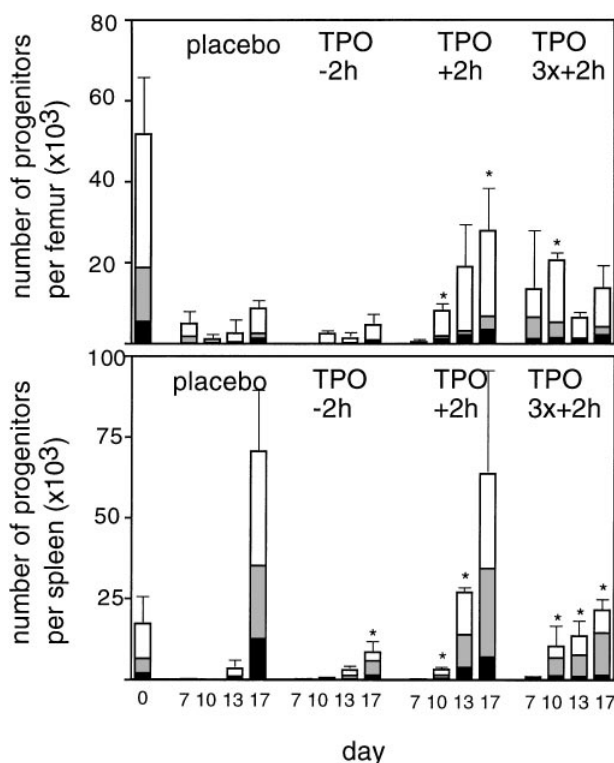 number of progenitors
per femur (x10³)
80
60
40
20
placebo
TPO
-2h
TPO
+2h
TPO
3x+2h
*
*
*
number of progenitors
per spleen (x10³)
100
75
50
25
placebo
TPO
-2h
TPO
+2h
TPO
3x+2h
*
*
*
*
*
*
0 7 10 13 17 7 10 13 17 7 10 13 17 7 10 13 17
day